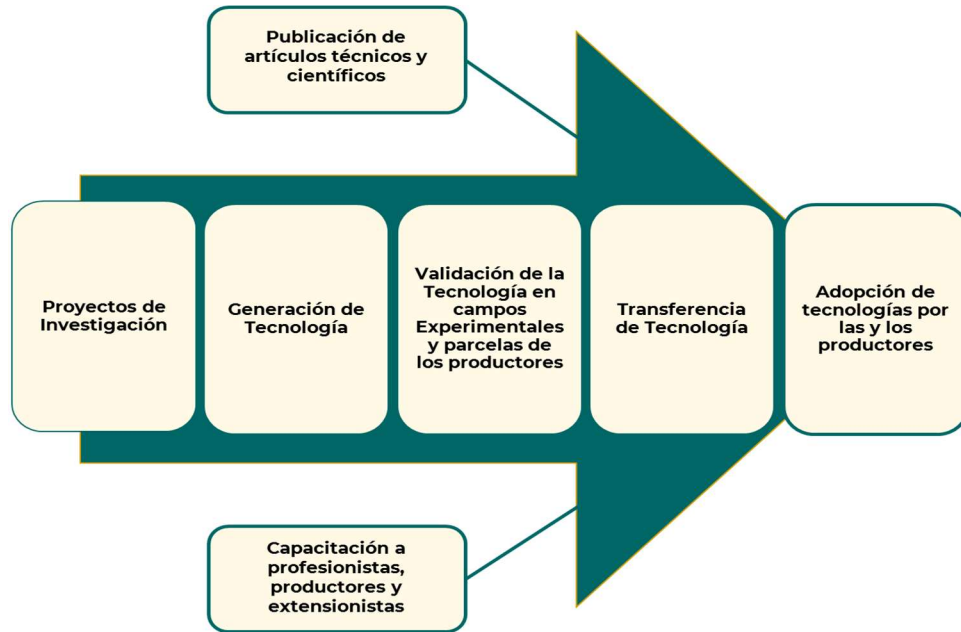 Publicación de
artículos técnicos y
científicos
Proyectos de
Investigación
Generación de
Tecnología
Validación de la
Tecnología en
campos
Experimentales
y parcelas de
los productores
Transferencia
de Tecnología
Adopción de
tecnologías por
las y los
productores
Capacitación a
profesionistas,
productores y
extensionistas